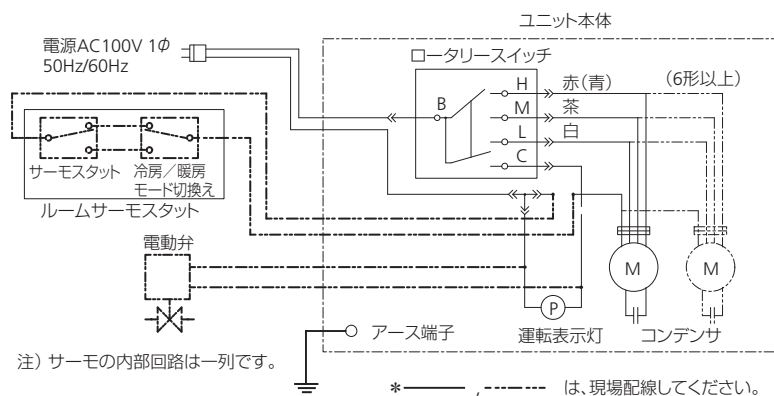 ユニット本体
電源AC100V 1Φ
50Hz/60Hz
ロータリースイッチ
B
H
M
L
C
赤(青)
茶
白
(6形以上)
サーモスタット
冷房/暖房
モード切換え
ルームサーモスタット
電動弁
M
M
P
アース端子
運転表示灯
コンデンサ
注) サーモの内部回路は一列です。
* , は、現場配線してください。